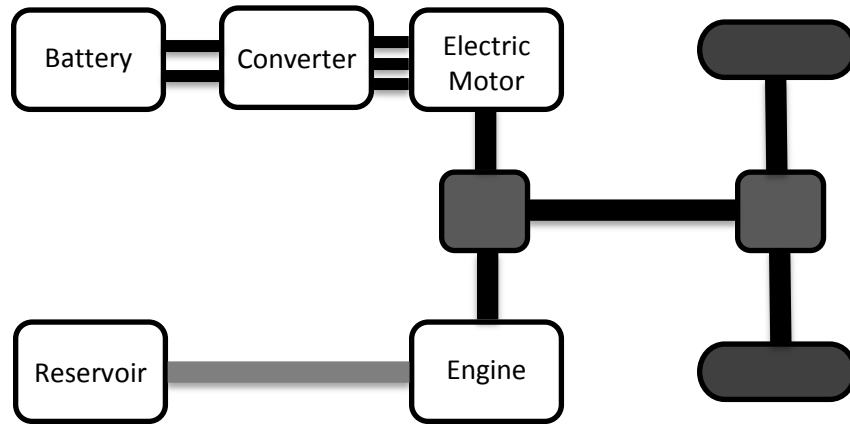 Battery
Converter
Electric
Motor
Reservoir
Engine